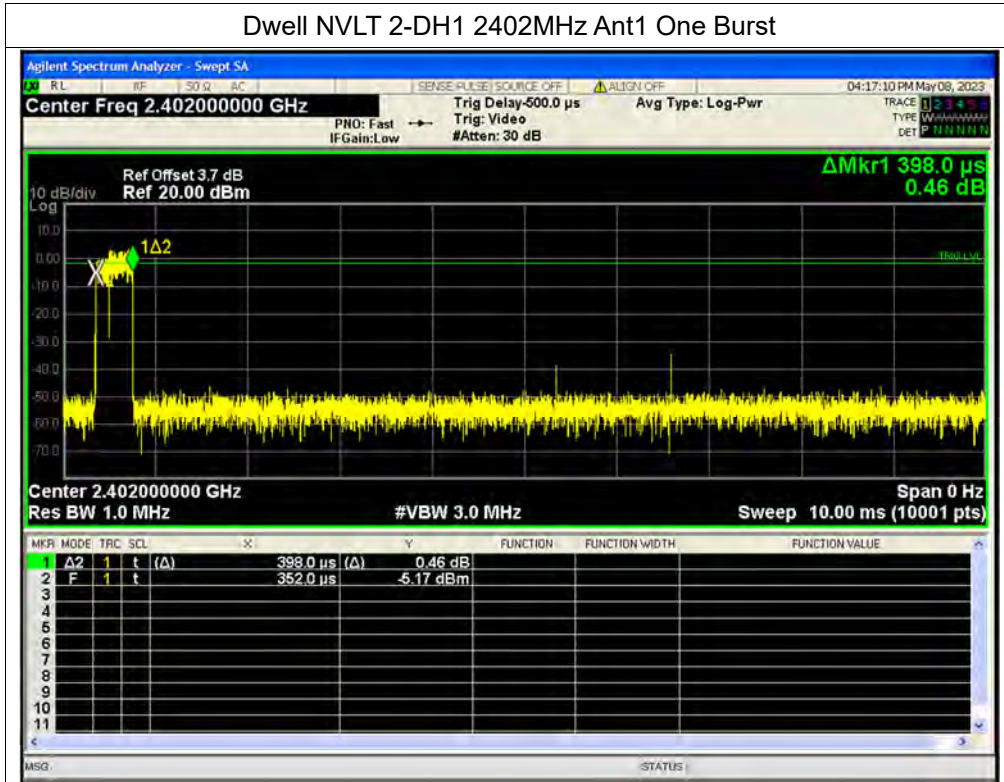 Dwell NVLT 2-DH1 2402MHz Ant1 One Burst
Agilent Spectrum Analyzer - Swept SA
LXI RL RF 50 Ω AC SENSE:PULSE SOURCE OFF ALIGN OFF 04:17:10 PM May 08, 2023
Center Freq 2.402000000 GHz Trig Delay-500.0 µs Avg Type: Log-Pwr TRACE 1 2 3 4 5 6
PNO: Fast Trig: Video TYPE W
IFGain:Low #Atten: 30 dB DET P N N N N N
ΔMkr1 398.0 µs
Ref Offset 3.7 dB
10 dB/div Ref 20.00 dBm 0.46 dB
Log
10.0
1Δ2
0.00 TRIG LVL
-10.0
-20.0
-30.0
-40.0
-50.0
-60.0
-70.0
Center 2.402000000 GHz Span 0 Hz
Res BW 1.0 MHz #VBW 3.0 MHz Sweep 10.00 ms (10001 pts)
MKR MODE TRC SCL X Y FUNCTION FUNCTION WIDTH FUNCTION VALUE
1 Δ2 1 t (Δ) 398.0 µs (Δ) 0.46 dB
2 F 1 t 352.0 µs -5.17 dBm
3
4
5
6
7
8
9
10
11
MSG STATUS